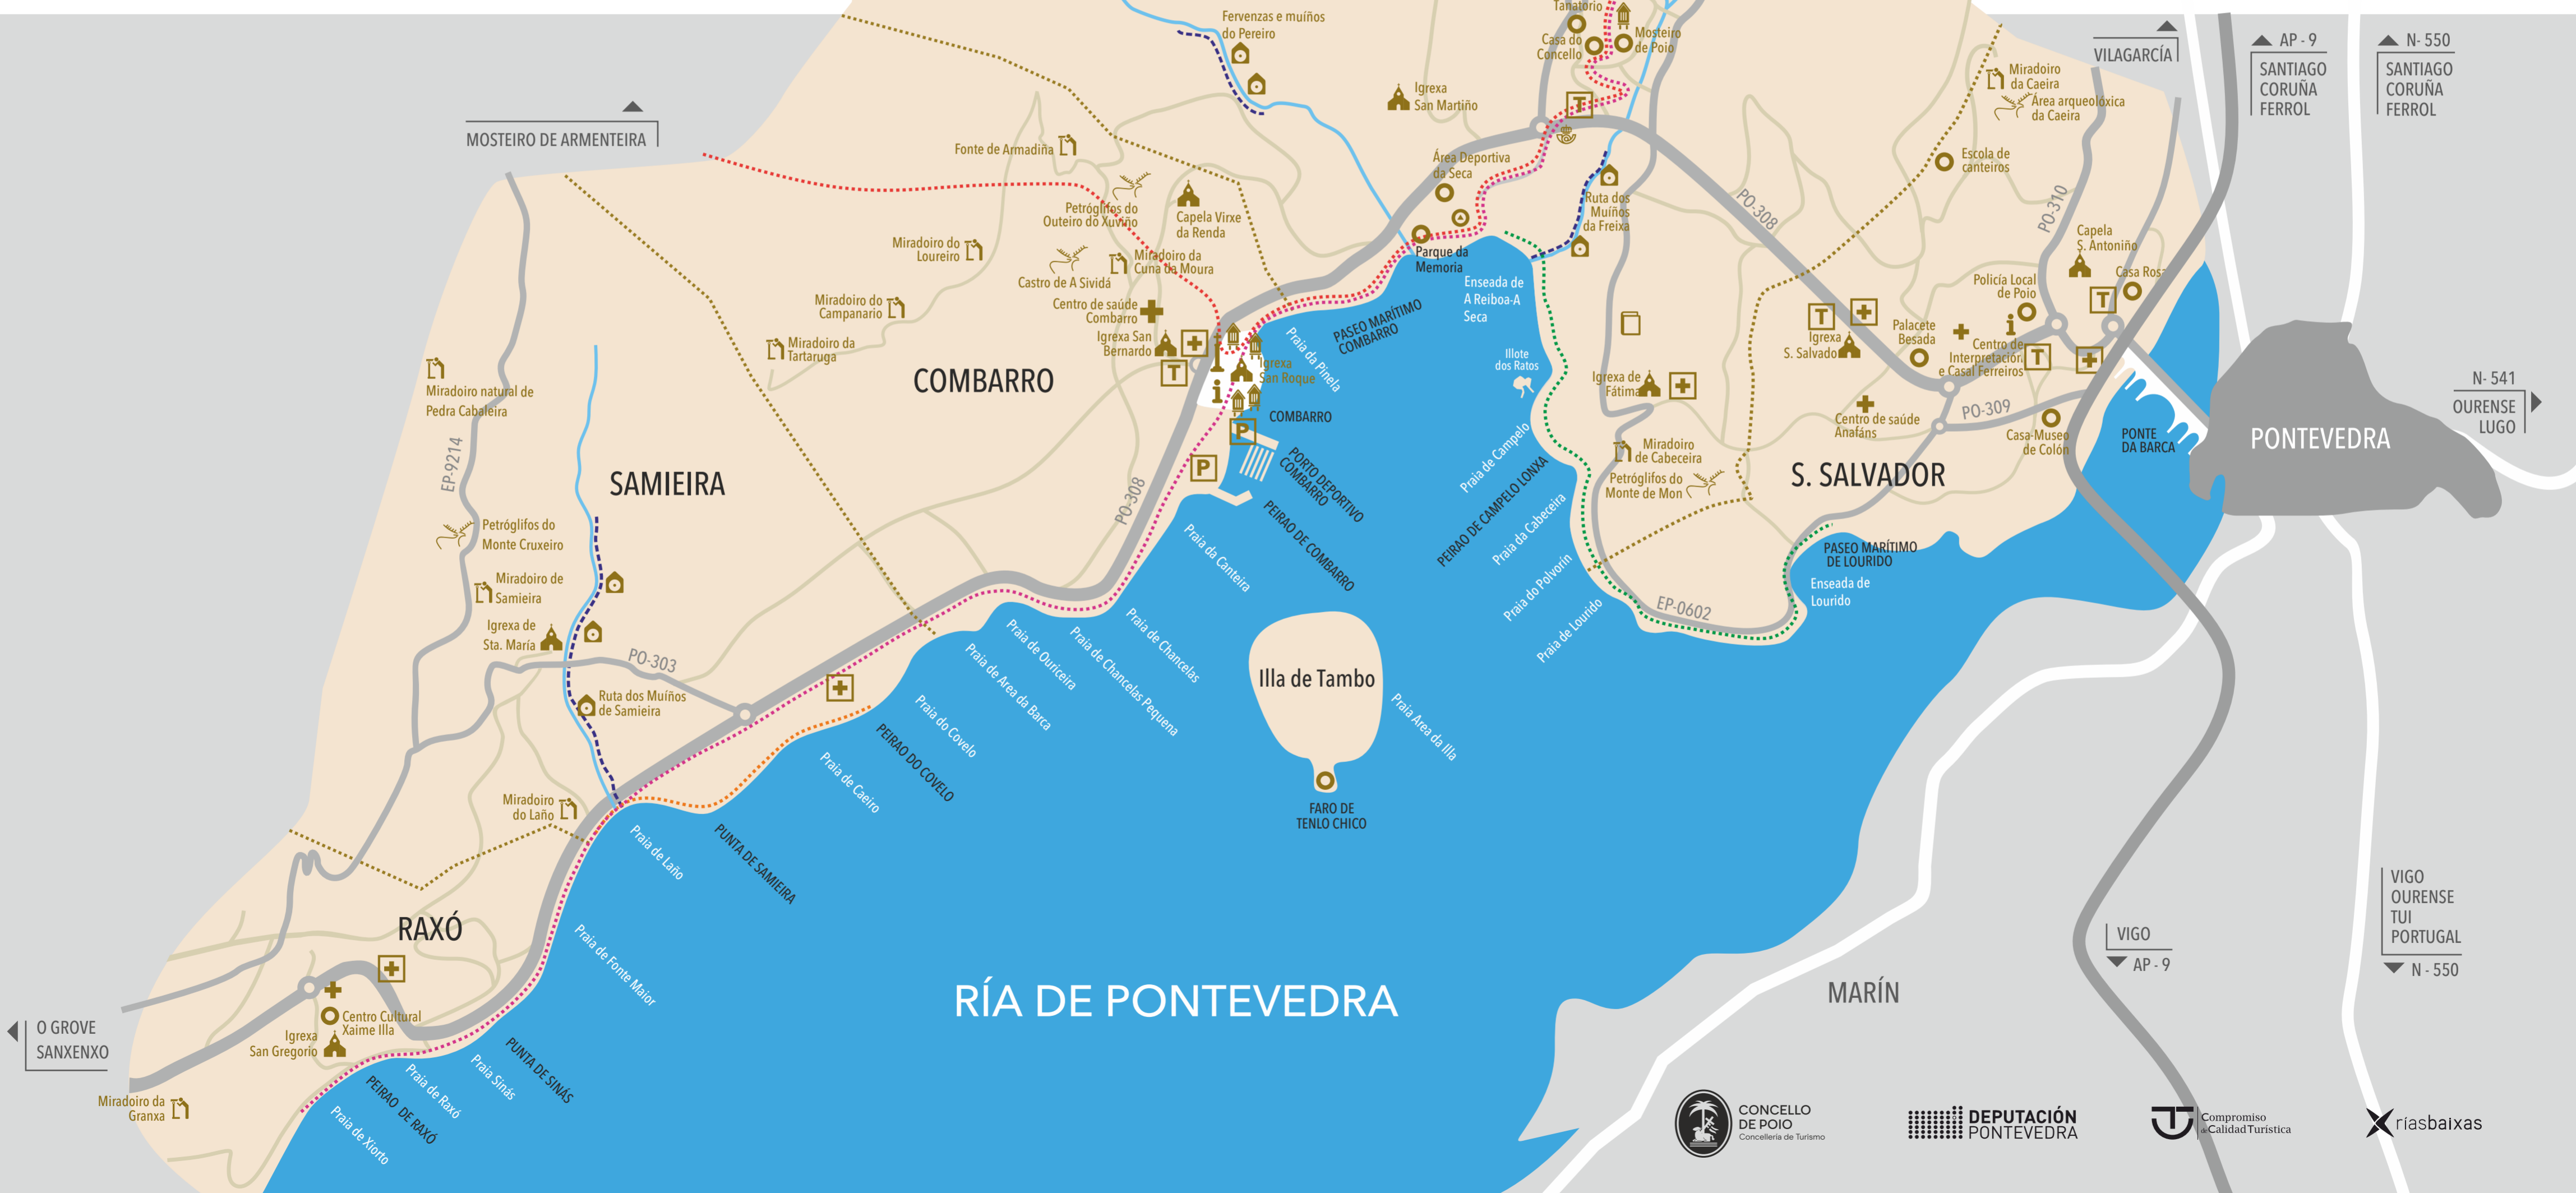 Fervenzas e muíños
do Pereiro
Tanatorio
Casa do
Concello
Mosteiro
de Poio
VILAGARCÍA
AP - 9
SANTIAGO
CORUÑA
FERROL
N- 550
SANTIAGO
CORUÑA
FERROL
MOSTEIRO DE ARMENTEIRA
Igrexa
San Martiño
T
Miradoiro
da Caeira
Área arqueolóxica
da Caeira
Fonte de Armadiña
Área Deportiva
da Seca
Escola de
canteiros
Petróglifos do
Outeiro do Xuviño
Capela Virxe
da Renda
Ruta dos
Muíños
da Freixa
PO-308
PO-310
Miradoiro do
Loureiro
Castro de A Sividá
Miradoiro da
Cuna de Moura
Parque da
Memoria
Capela
S. Antoniño
Casa Rosa
Miradoiro do
Campanario
Centro de saúde
Combarro
Enseada de
A Reiboa-A
Seca
Policía Local
de Poio
T
Miradoiro da
Tartaruga
Igrexa San
Bernardo
T
i
i
Igrexa
San Roque
Praia da Pinela
PASEO MARÍTIMO
COMBARRO
Illote
dos Ratos
T
Igrexa
S. Salvador
Palacete
Besada
i
Centro de
Interpretación
e Casal Ferreiros
T
Miradoiro natural de
Pedra Cabaleira
COMBARRO
COMBARRO
P
P
Igrexa de
Fátima
Centro de saúde
Anafáns
PO-309
Casa-Museo
de Colón
PONTE
DA BARCA
PONTEVEDRA
N- 541
OURENSE
LUGO
EP-9214
SAMIEIRA
PO-308
PORTO DEPORTIVO
COMBARRO
PEIRAO DE COMBARRO
Praia de Campelo
PEIRAO DE CAMPELO LONXA
Miradoiro
de Cabeceira
Petróglifos do
Monte de Mon
S. SALVADOR
Petróglifos do
Monte Cruxeiro
Praia da Canteira
Praia da Cabeceira
Praia do Polvorín
Praia de Lourido
PASEO MARÍTIMO
DE LOURIDO
Enseada de
Lourido
EP-0602
Miradoiro de
Samieira
Igrexa de
Sta. María
PO-303
Ruta dos Muíños
de Samieira
Praia de Chancelas
Praia de Chancelas Pequena
Praia de Ouriceira
Praia de Area da Barca
Praia do Covelo
PEIRAO DO COVELO
Praia de Caeiro
Illa de Tambo
Praia Area da Illa
FARO DE
TENLO CHICO
Miradoiro
do Laño
Praia de Laño
PUNTA DE SAMIEIRA
RAXÓ
Praia de Fonte Maior
RÍA DE PONTEVEDRA
MARÍN
VIGO
AP - 9
VIGO
OURENSE
TUI
PORTUGAL
N - 550
O GROVE
SANXENXO
Centro Cultural
Xaime Illa
Igrexa
San Gregorio
Miradoiro da
Granxa
PUNTA DE SINÁS
Praia Sinás
Praia de Raxó
PEIRAO DE RAXÓ
Praia de Xiorto
CONCELLO
DE POIO
Concellería de Turismo
DEPUTACIÓN
PONTEVEDRA
Compromiso
de Calidad Turística
ríasbaixas